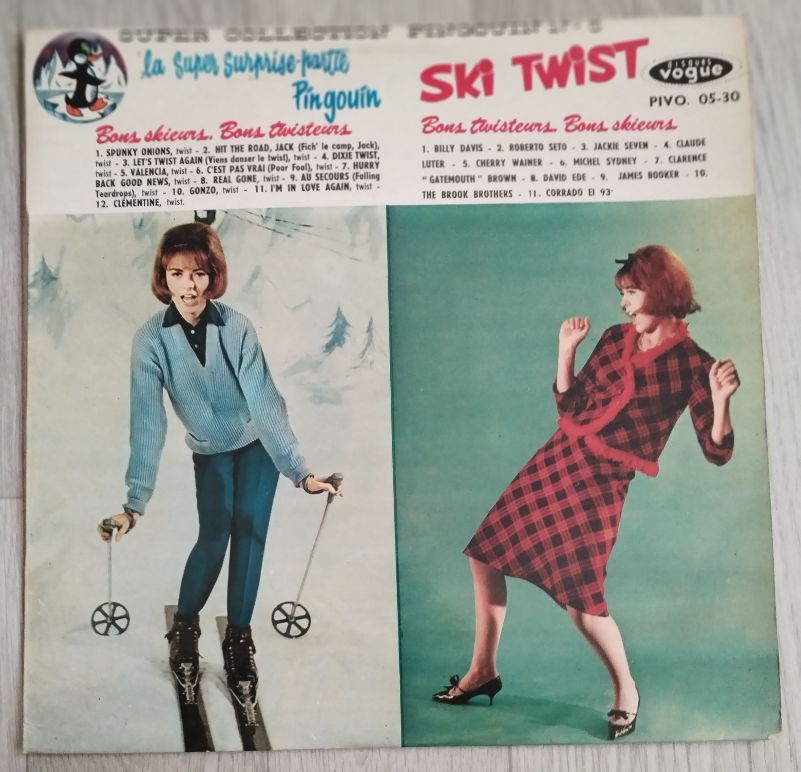 SUPER COLLECTION PINGOUIN N° 3
la Super Surprise-partie
Pingouin
SKI TWIST
DISQUES
vogue
PIVO. 05-30
Bons skieurs. Bons twisteurs
1. SPUNKY ONIONS, twist - 2. HIT THE ROAD, JACK (Fich' le camp, Jack),
twist - 3. LET'S TWIST AGAIN (Viens danser le twist), twist - 4. DIXIE TWIST,
twist - 5. VALENCIA, twist - 6. C'EST PAS VRAI (Poor Fool), twist - 7. HURRY
BACK GOOD NEWS, twist - 8. REAL GONE, twist - 9. AU SECOURS (Falling
Teardrops), twist - 10. GONZO, twist - 11. I'M IN LOVE AGAIN, twist -
12. CLÉMENTINE, twist.
Bons twisteurs. Bons skieurs
1. BILLY DAVIS - 2. ROBERTO SETO - 3. JACKIE SEVEN - 4. CLAUDE
LUTER - 5. CHERRY WAINER - 6. MICHEL SYDNEY - 7. CLARENCE
"GATEMOUTH" BROWN - 8. DAVID EDE - 9. JAMES BOOKER - 10.
THE BROOK BROTHERS - 11. CORRADO EI 93'